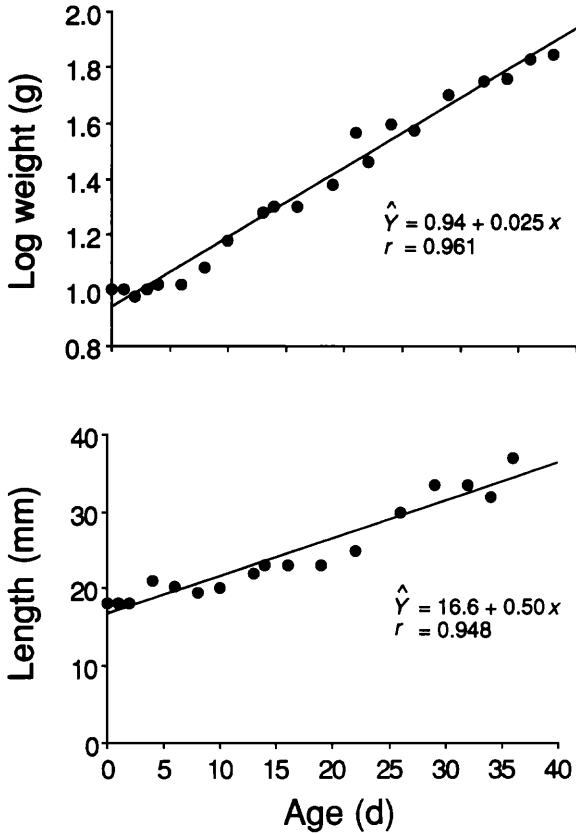 Log weight (g)
2.0
1.8
1.6
1.4
1.2
1.0
0.8
Ŷ = 0.94 + 0.025 x
r = 0.961
Length (mm)
40
30
20
10
0
Ŷ = 16.6 + 0.50 x
r = 0.948
0 5 10 15 20 25 30 35 40
Age (d)